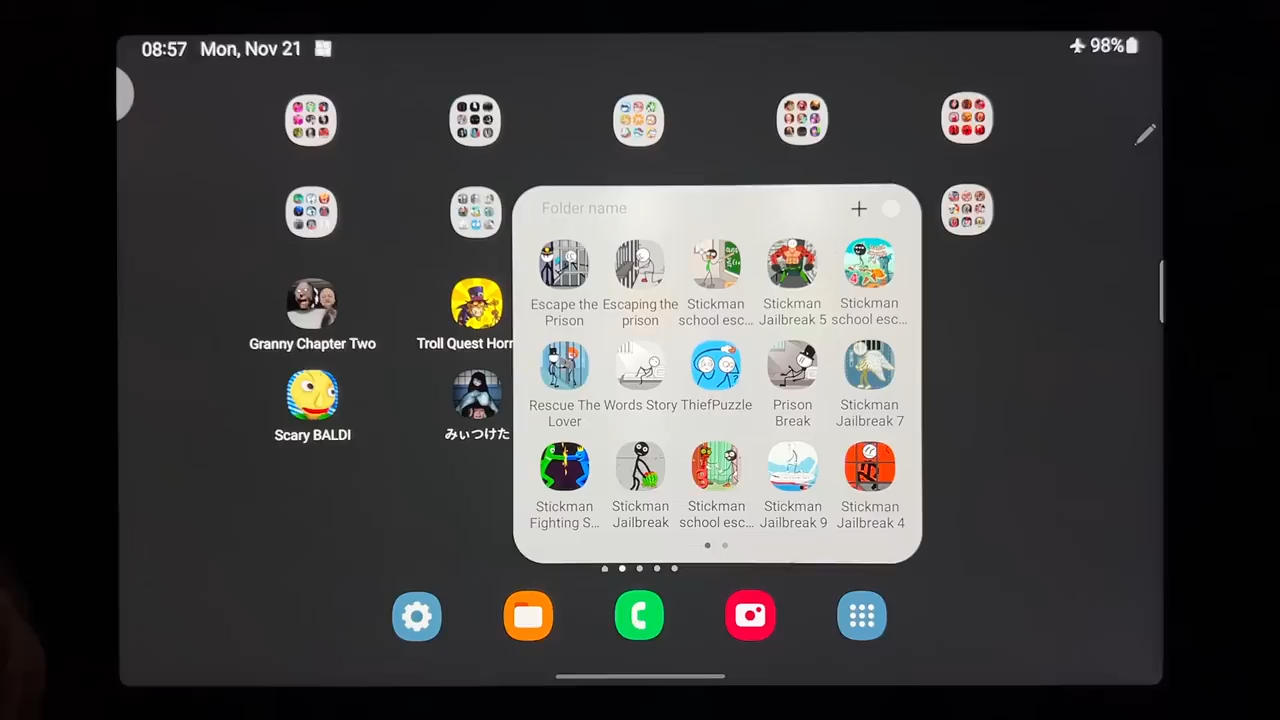 08:57 Mon, Nov 21
98%
Folder name
Escape the Prison
Escaping the prison
Stickman school esc...
Stickman Jailbreak 5
Stickman school esc...
Granny Chapter Two
Troll Quest Horr
Rescue The Lover
Words Story
ThiefPuzzle
Prison Break
Stickman Jailbreak 7
Scary BALDI
みぃつけた
Stickman Fighting S...
Stickman Jailbreak
Stickman school esc...
Stickman Jailbreak 9
Stickman Jailbreak 4